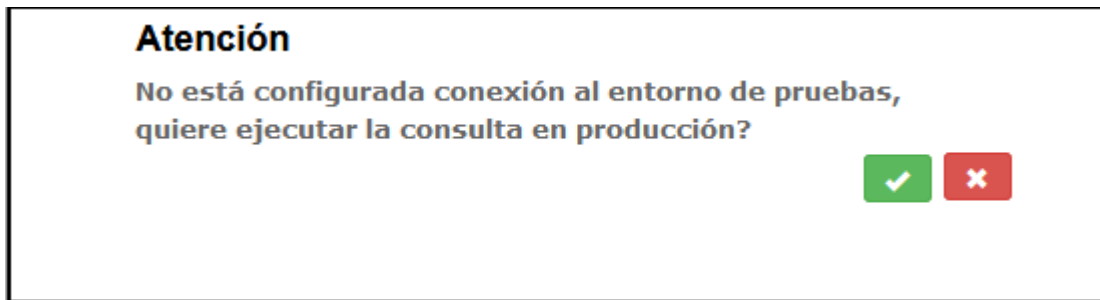 Atención
No está configurada conexión al entorno de pruebas,
quiere ejecutar la consulta en producción?